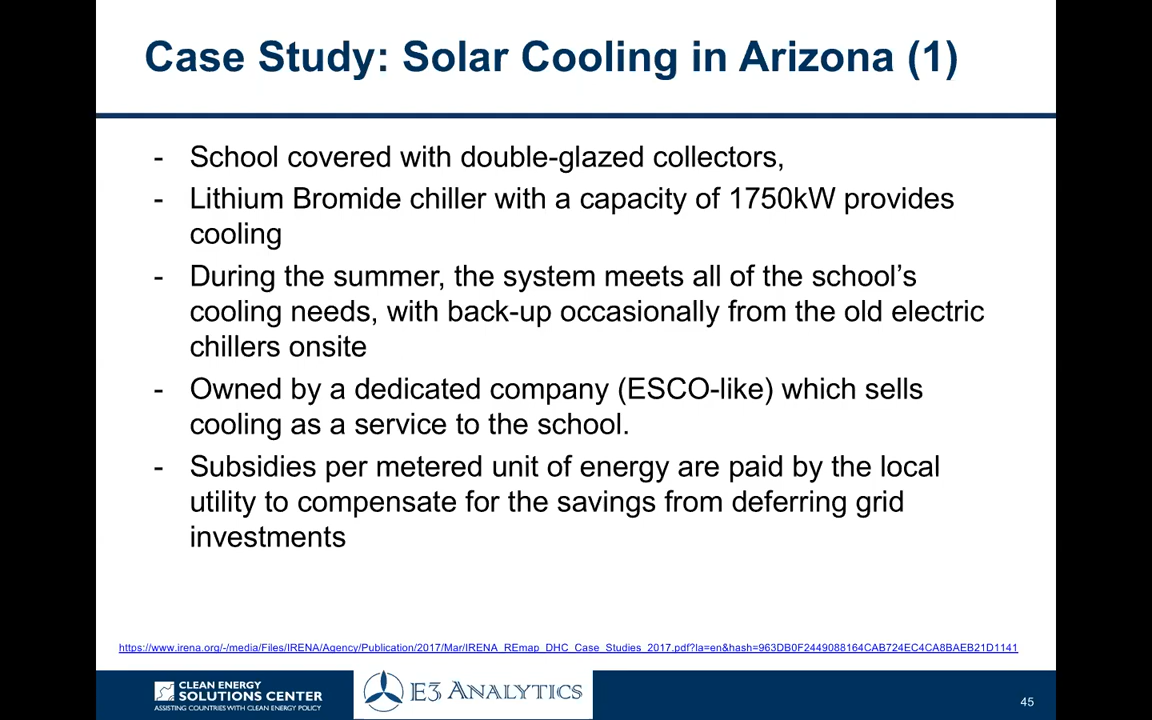 Case Study: Solar Cooling in Arizona (1)
- School covered with double-glazed collectors,
- Lithium Bromide chiller with a capacity of 1750kW provides
cooling
- During the summer, the system meets all of the school’s
cooling needs, with back-up occasionally from the old electric
chillers onsite
- Owned by a dedicated company (ESCO-like) which sells
cooling as a service to the school.
- Subsidies per metered unit of energy are paid by the local
utility to compensate for the savings from deferring grid
investments
https://www.irena.org/-/media/Files/IRENA/Agency/Publication/2017/Mar/IRENA_REmap_DHC_Case_Studies_2017.pdf?la=en&hash=963DB0F2449088164CAB724EC4CA8BAEB21D1141
CLEAN ENERGY
SOLUTIONS CENTER
ASSISTING COUNTRIES WITH CLEAN ENERGY POLICY
E3 ANALYTICS
45